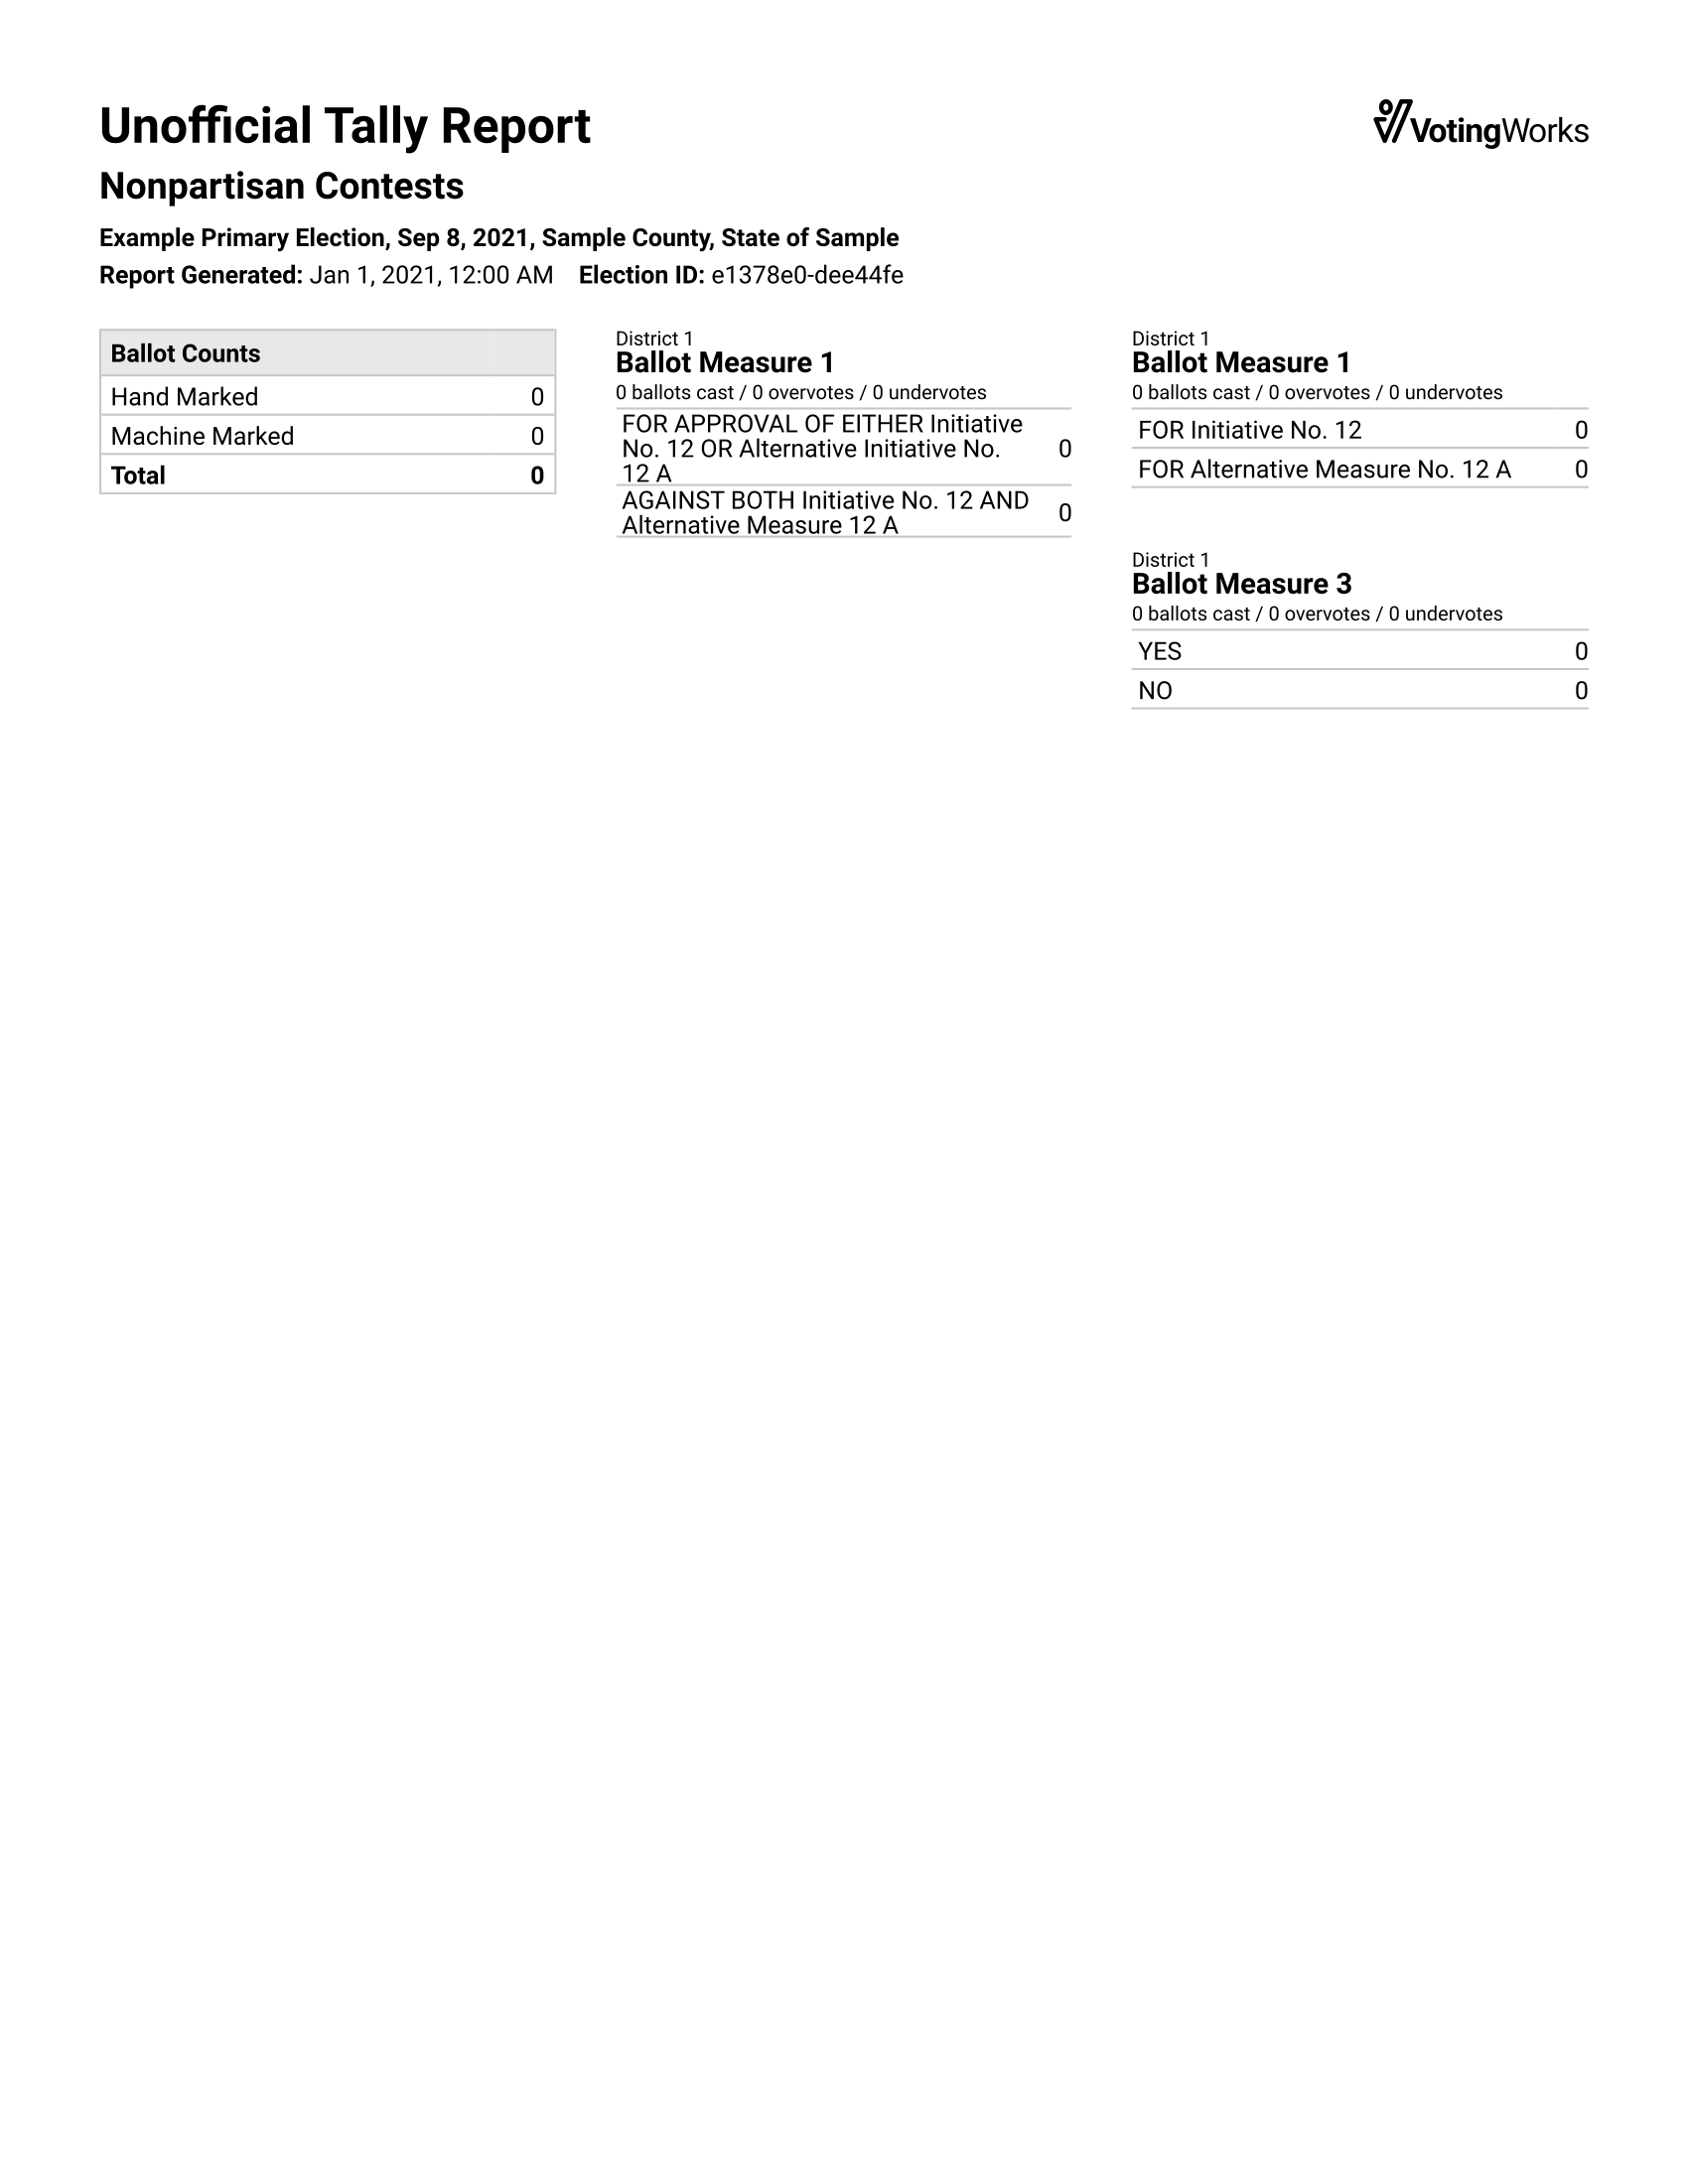 Unofficial Tally Report
VotingWorks
Nonpartisan Contests
Example Primary Election, Sep 8, 2021, Sample County, State of Sample
Report Generated: Jan 1, 2021, 12:00 AM Election ID: e1378e0-dee44fe
Ballot Counts
Hand Marked 0
Machine Marked 0
Total 0
District 1
Ballot Measure 1
0 ballots cast / 0 overvotes / 0 undervotes
FOR APPROVAL OF EITHER Initiative
No. 12 OR Alternative Initiative No. 0
12 A
AGAINST BOTH Initiative No. 12 AND 0
Alternative Measure 12 A
District 1
Ballot Measure 1
0 ballots cast / 0 overvotes / 0 undervotes
FOR Initiative No. 12 0
FOR Alternative Measure No. 12 A 0
District 1
Ballot Measure 3
0 ballots cast / 0 overvotes / 0 undervotes
YES 0
NO 0